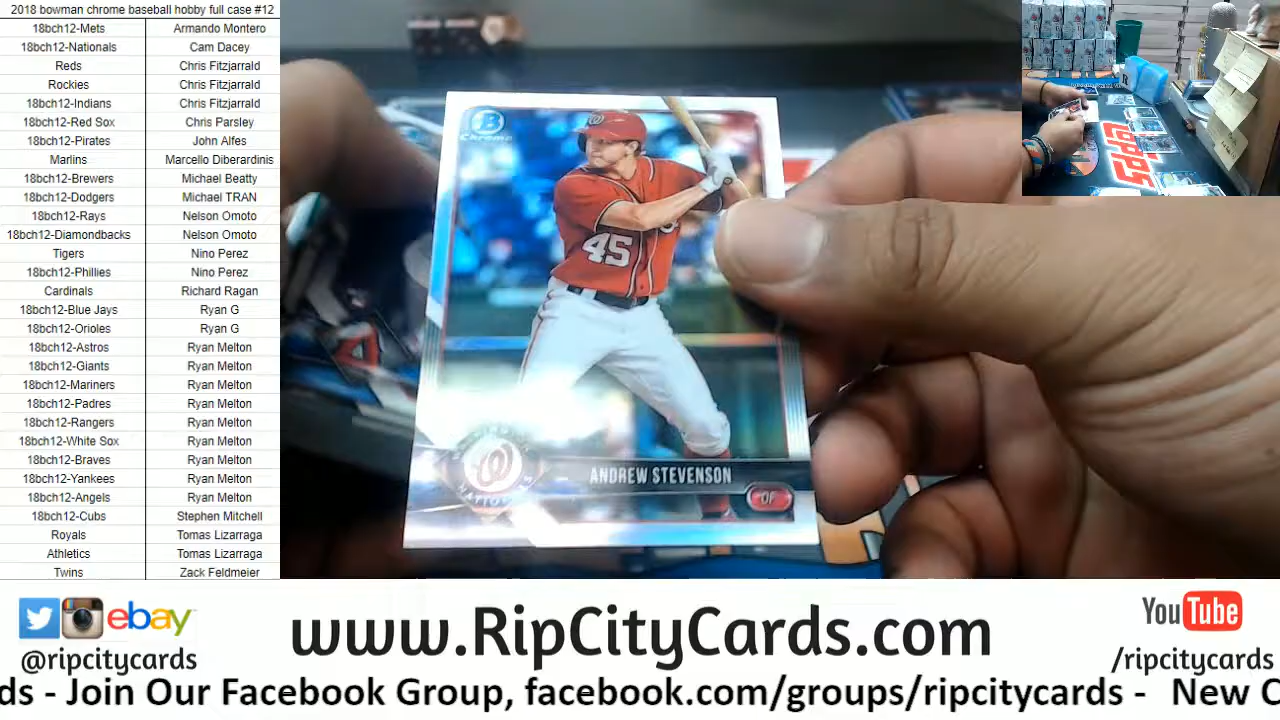 2018 bowman chrome baseball hobby full case #12
18bch12-Mets Armando Montero
18bch12-Nationals Cam Dacey
Reds Chris Fitzjarrald
Rockies Chris Fitzjarrald
18bch12-Indians Chris Fitzjarrald
18bch12-Red Sox Chris Parsley
18bch12-Pirates John Alfes
Marlins Marcello Diberardinis
18bch12-Brewers Michael Beatty
18bch12-Dodgers Michael TRAN
18bch12-Rays Nelson Omoto
18bch12-Diamondbacks Nelson Omoto
Tigers Nino Perez
18bch12-Phillies Nino Perez
Cardinals Richard Ragan
18bch12-Blue Jays Ryan G
18bch12-Orioles Ryan G
18bch12-Astros Ryan Melton
18bch12-Giants Ryan Melton
18bch12-Mariners Ryan Melton
18bch12-Padres Ryan Melton
18bch12-Rangers Ryan Melton
18bch12-White Sox Ryan Melton
18bch12-Braves Ryan Melton
18bch12-Yankees Ryan Melton
18bch12-Angels Ryan Melton
18bch12-Cubs Stephen Mitchell
Royals Tomas Lizarraga
Athletics Tomas Lizarraga
Twins Zack Feldmeier
B
Chrome
W
45
W
NATIONALS
ANDREW STEVENSON
OF
Topps
ebay
@ripcitycards
www.RipCityCards.com
YouTube
/ripcitycards
ds - Join Our Facebook Group, facebook.com/groups/ripcitycards - New C